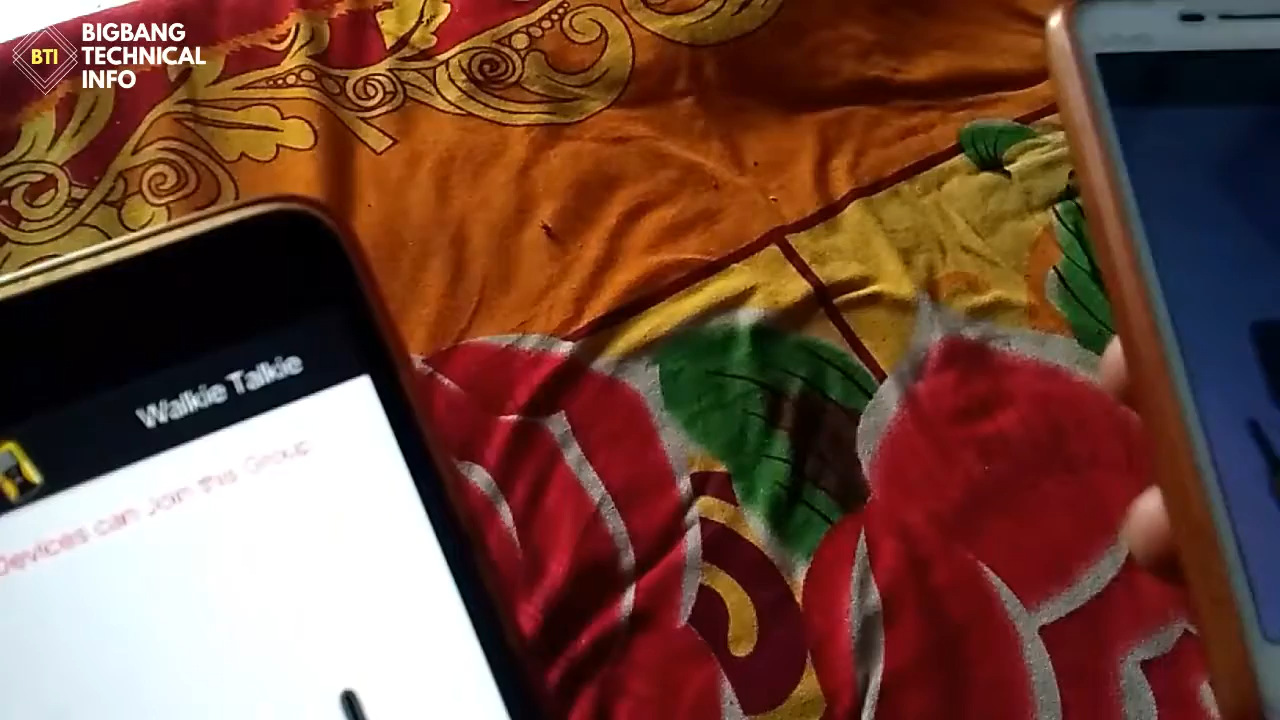 BTI
BIGBANG
TECHNICAL
INFO
Walkie Talkie
Devices can Join this Group